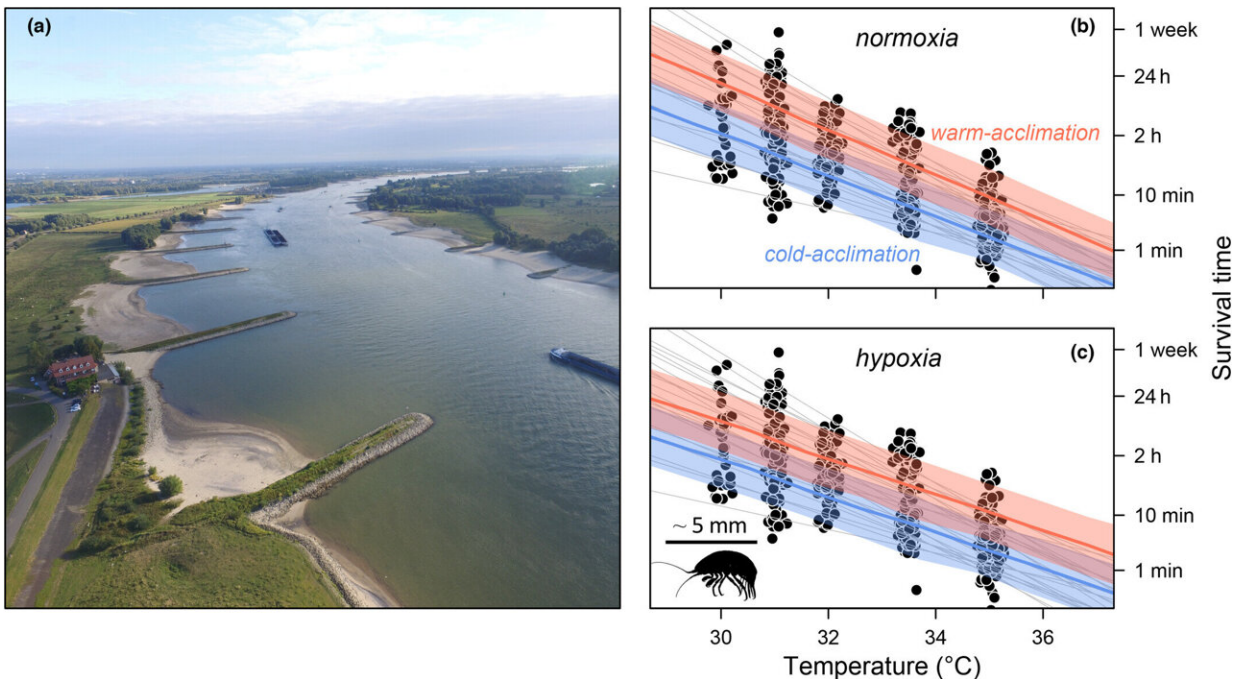 (a)
(b)
normoxia
warm-acclimation
cold-acclimation
1 week
24 h
2 h
10 min
1 min
(c)
hypoxia
~ 5 mm
1 week
24 h
2 h
10 min
1 min
Survival time
30 32 34 36
Temperature (°C)